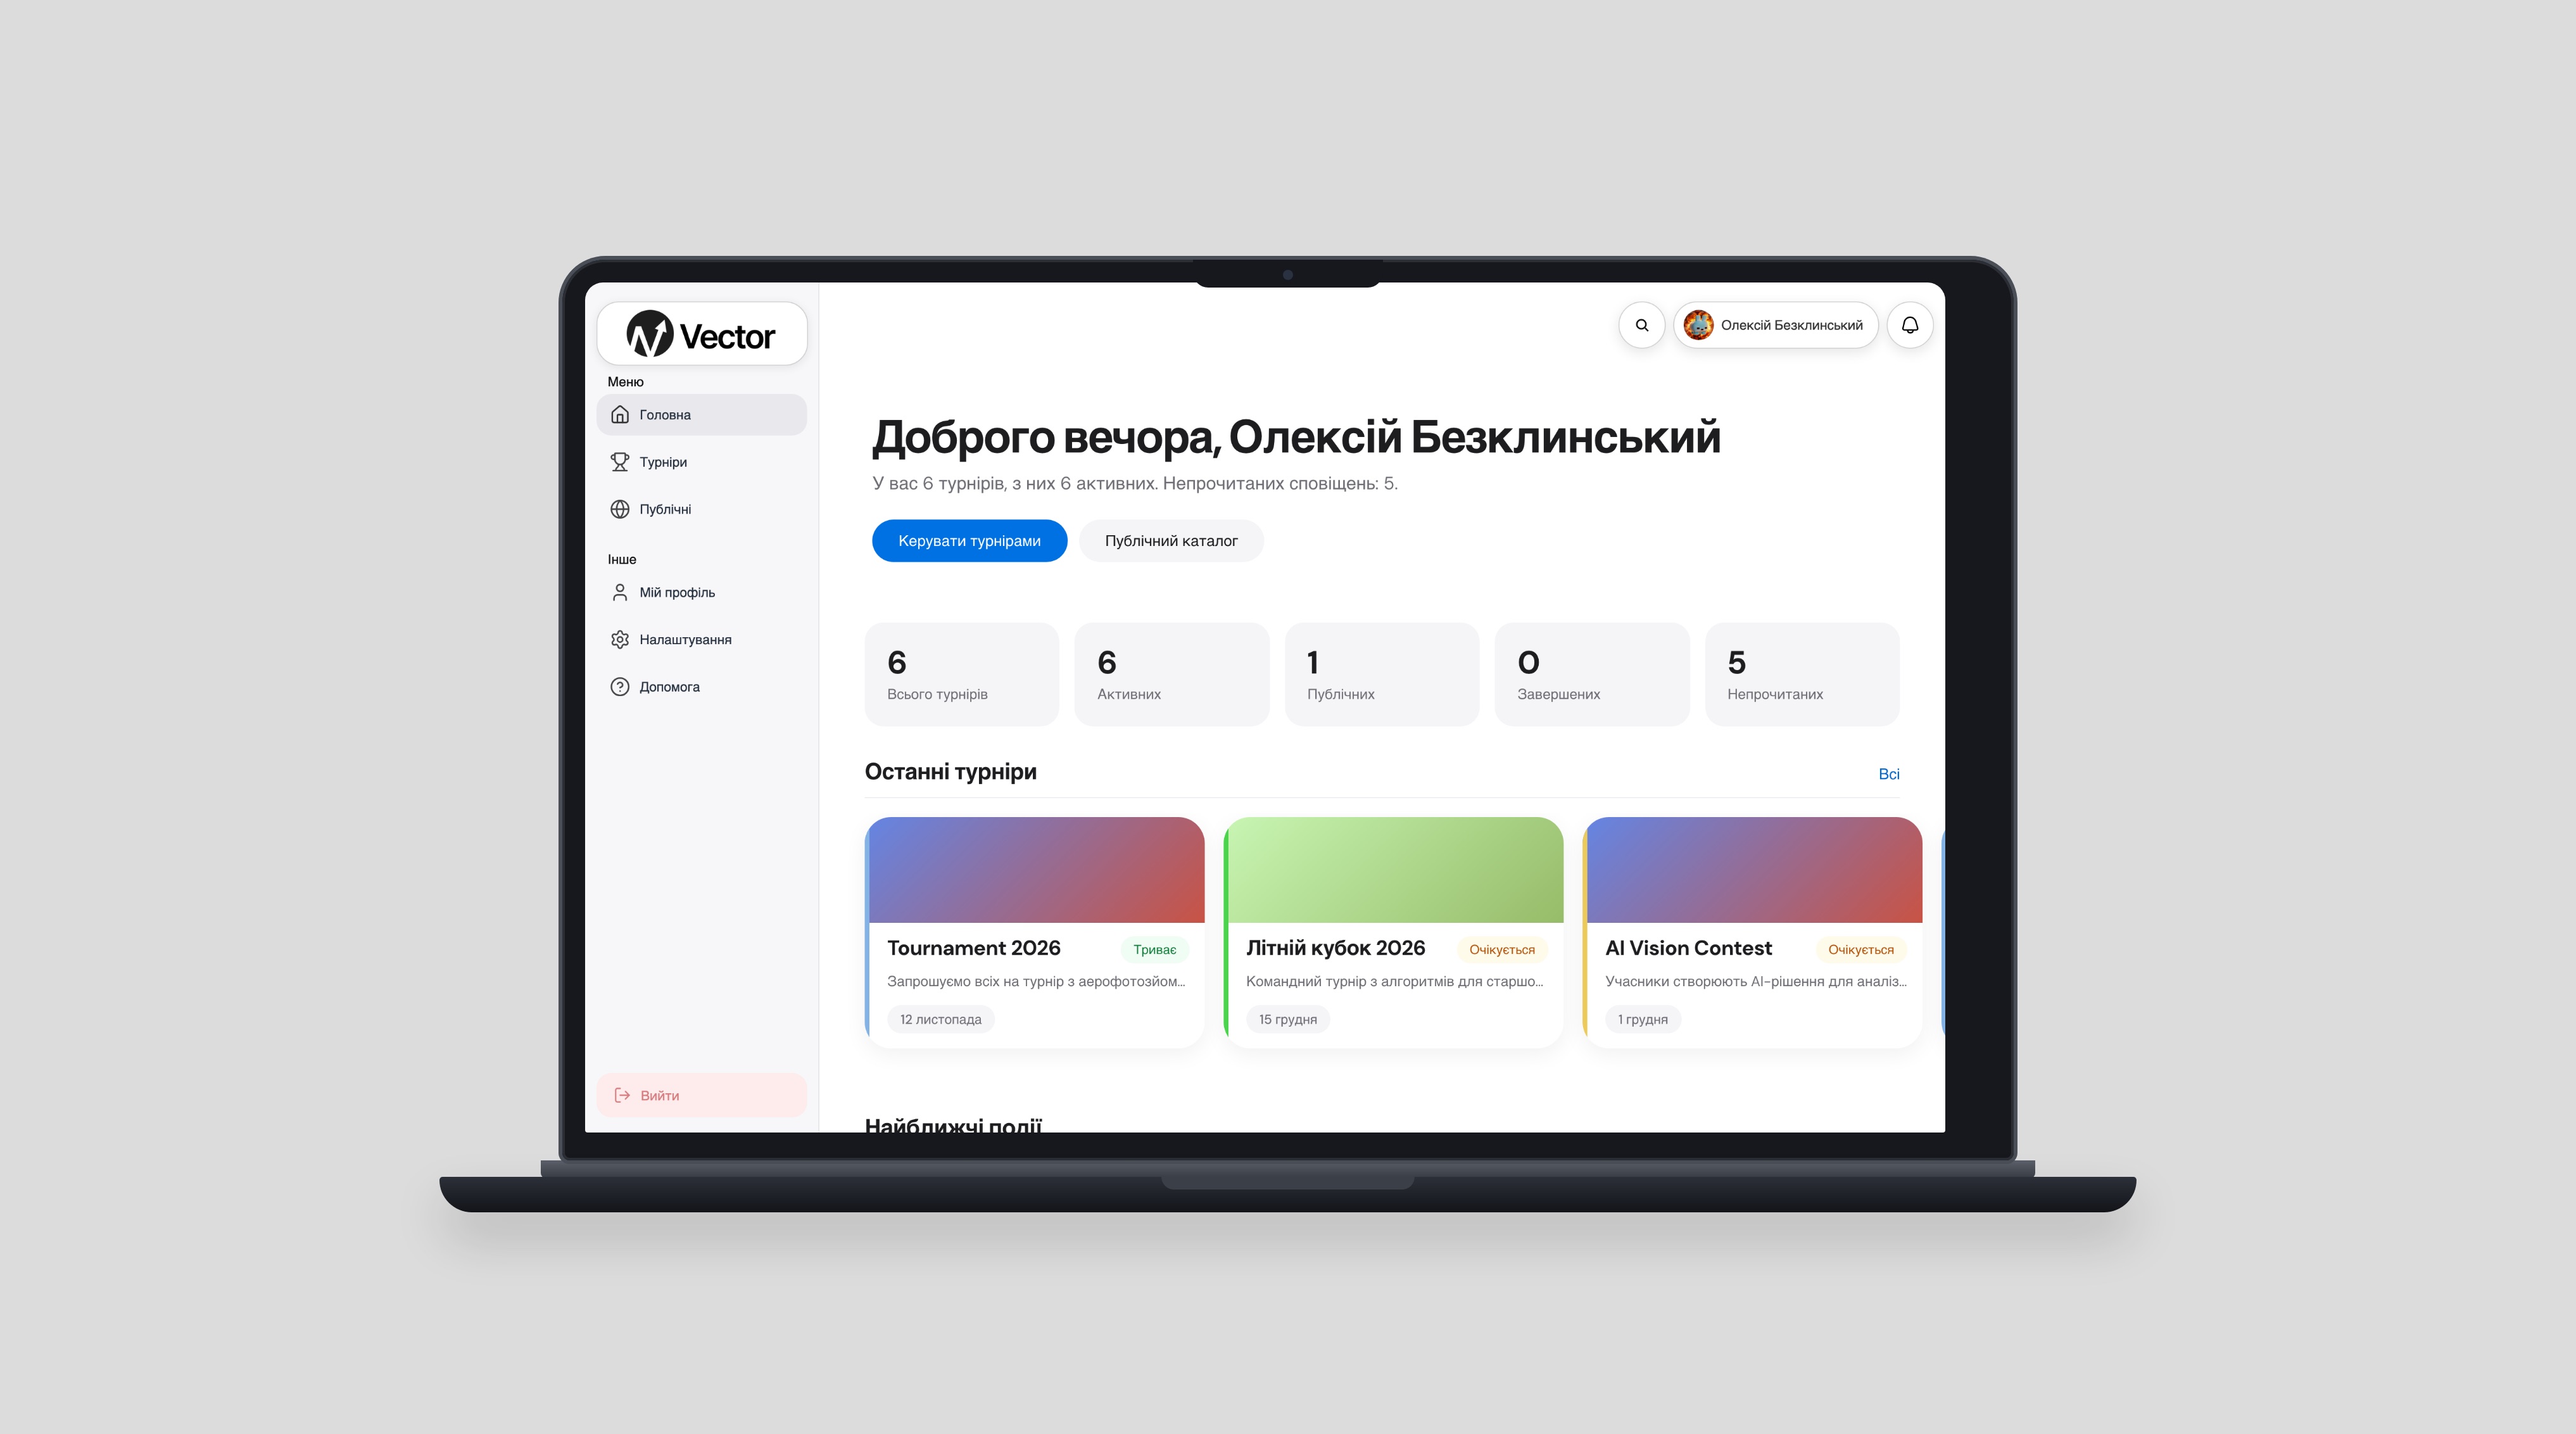 Vector
Меню
Головна
Турніри
Публічні
Інше
Мій профіль
Налаштування
Допомога
Вийти
Олексій Безклинський
Доброго вечора, Олексій Безклинський
У вас 6 турнірів, з них 6 активних. Непрочитаних сповіщень: 5.
Керувати турнірами
Публічний каталог
6
Всього турнірів
6
Активних
1
Публічних
0
Завершених
5
Непрочитаних
Останні турніри
Всі
Tournament 2026
Триває
Запрошуємо всіх на турнір з аерофотозйом...
12 листопада
Літній кубок 2026
Очікується
Командний турнір з алгоритмів для старшо...
15 грудня
AI Vision Contest
Очікується
Учасники створюють AI-рішення для аналіз...
1 грудня
Найближчі події